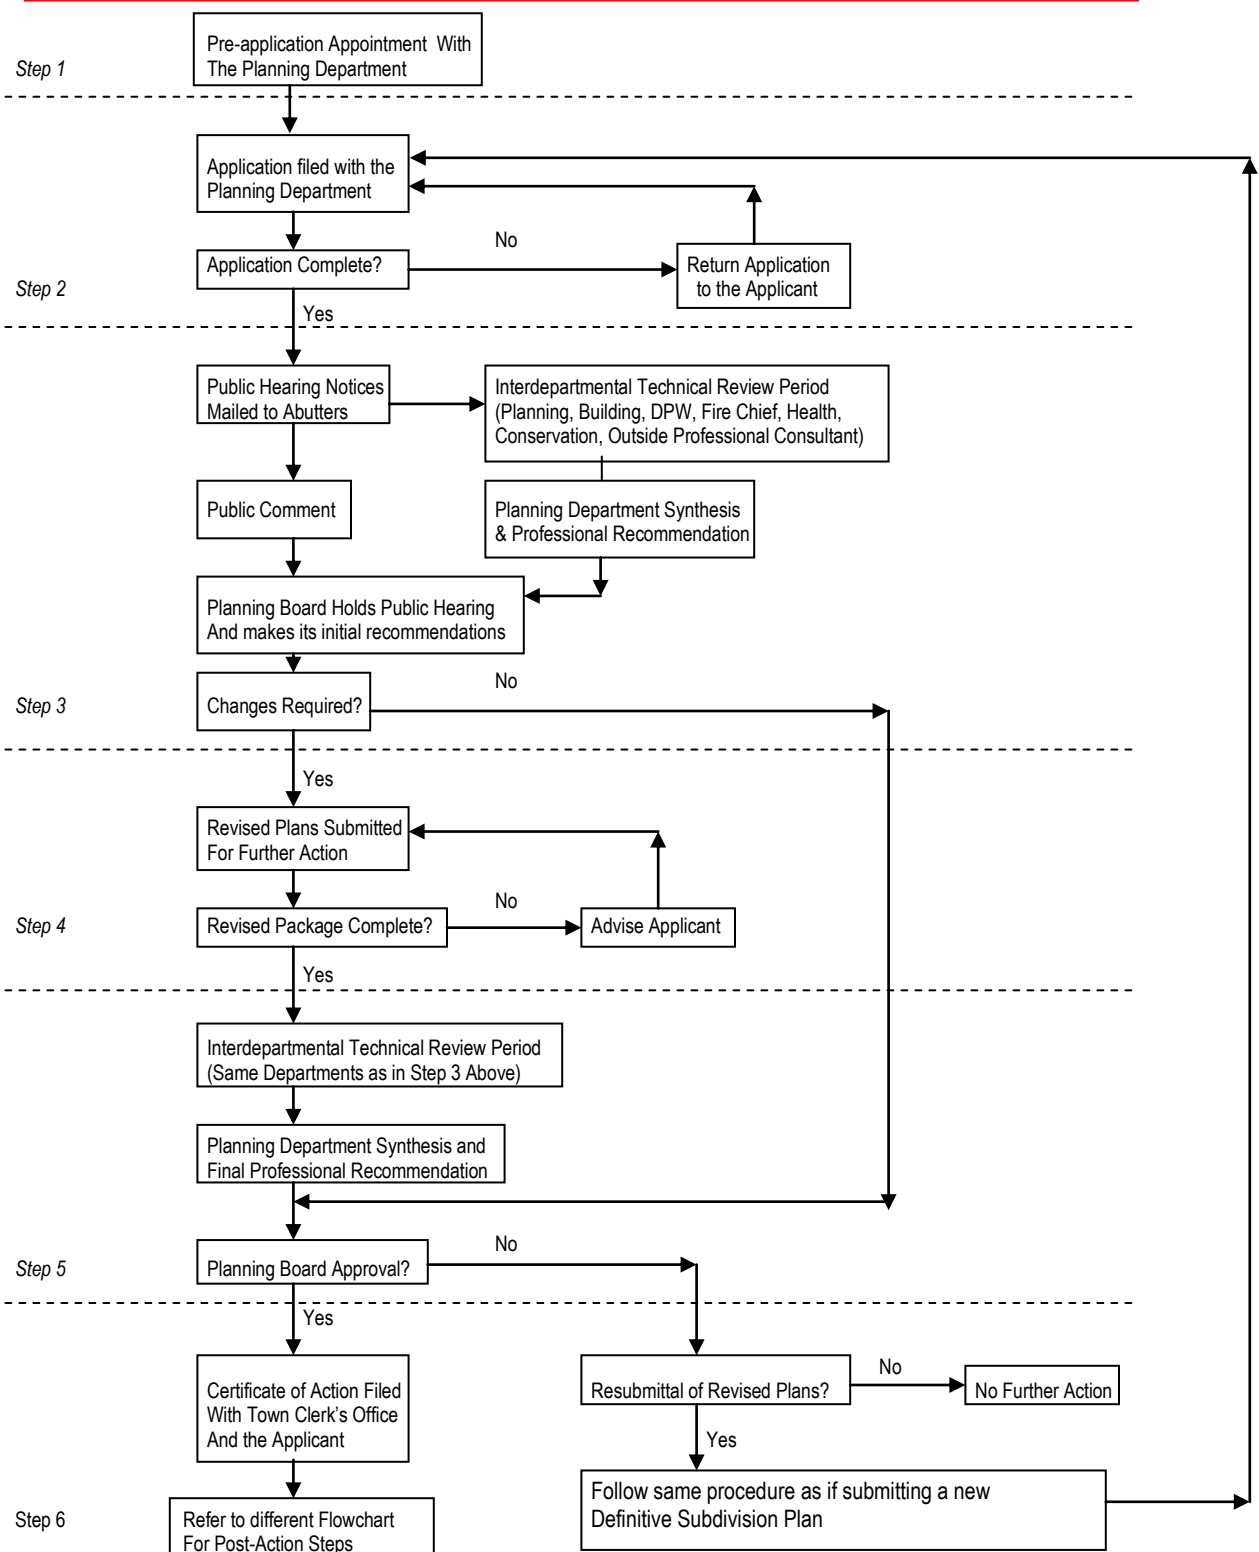 Pre-application Appointment With
The Planning Department
Step 1
Application filed with the
Planning Department
No
Application Complete?
Return Application
to the Applicant
Step 2
Yes
Public Hearing Notices
Mailed to Abutters
Interdepartmental Technical Review Period
(Planning, Building, DPW, Fire Chief, Health,
Conservation, Outside Professional Consultant)
Public Comment
Planning Department Synthesis
& Professional Recommendation
Planning Board Holds Public Hearing
And makes its initial recommendations
No
Step 3
Changes Required?
Yes
Revised Plans Submitted
For Further Action
No
Step 4
Revised Package Complete?
Advise Applicant
Yes
Interdepartmental Technical Review Period
(Same Departments as in Step 3 Above)
Planning Department Synthesis and
Final Professional Recommendation
No
Step 5
Planning Board Approval?
Yes
Certificate of Action Filed
With Town Clerk's Office
And the Applicant
Resubmittal of Revised Plans?
No
No Further Action
Yes
Follow same procedure as if submitting a new
Definitive Subdivision Plan
Step 6
Refer to different Flowchart
For Post-Action Steps